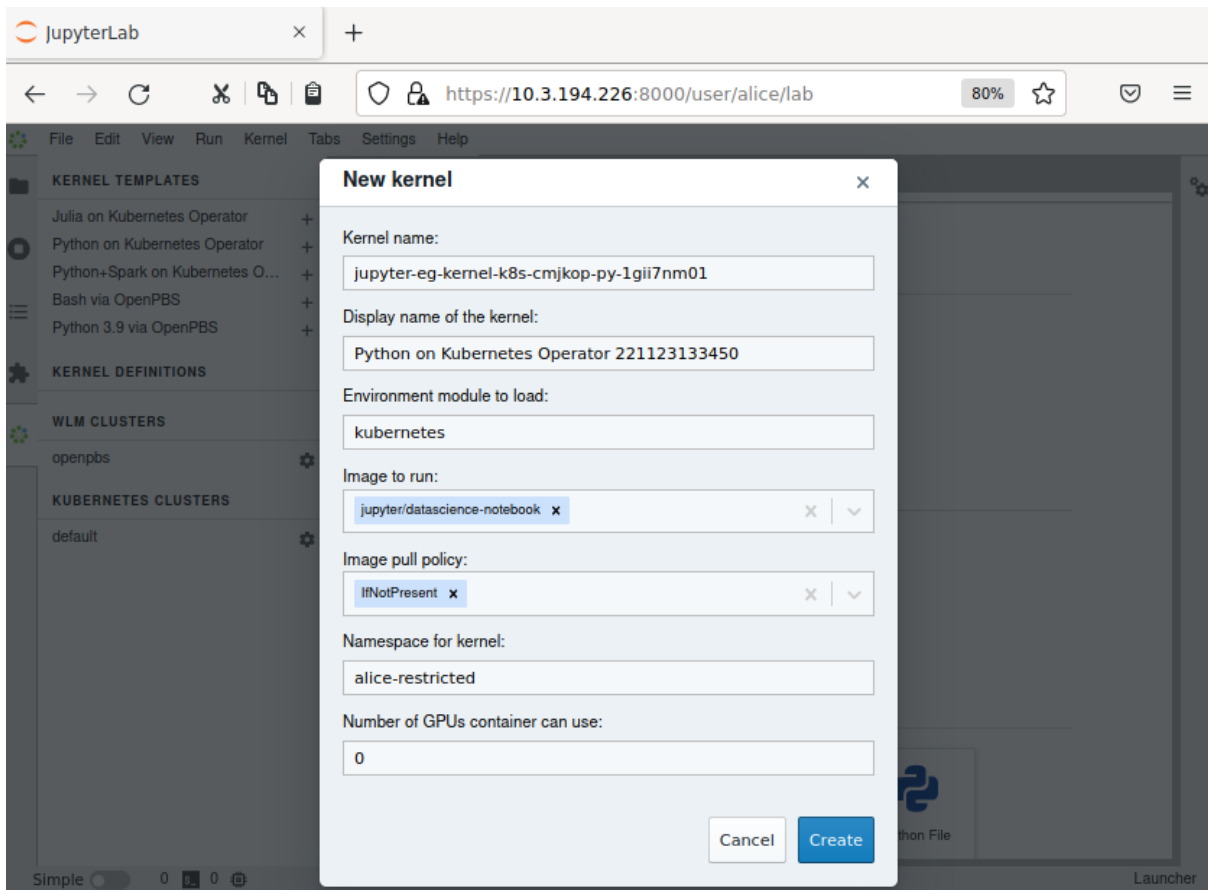 JupyterLab
https://10.3.194.226:8000/user/alice/lab
80%
File Edit View Run Kernel Tabs Settings Help
KERNEL TEMPLATES
Julia on Kubernetes Operator
Python on Kubernetes Operator
Python+Spark on Kubernetes O...
Bash via OpenPBS
Python 3.9 via OpenPBS
KERNEL DEFINITIONS
WLM CLUSTERS
openpbs
KUBERNETES CLUSTERS
default
New kernel
Kernel name:
jupyter-eg-kernel-k8s-cmjkop-py-1gii7nm01
Display name of the kernel:
Python on Kubernetes Operator 221123133450
Environment module to load:
kubernetes
Image to run:
jupyter/datascience-notebook
Image pull policy:
IfNotPresent
Namespace for kernel:
alice-restricted
Number of GPUs container can use:
0
Cancel Create
thon File
Simple 0 0
Launcher